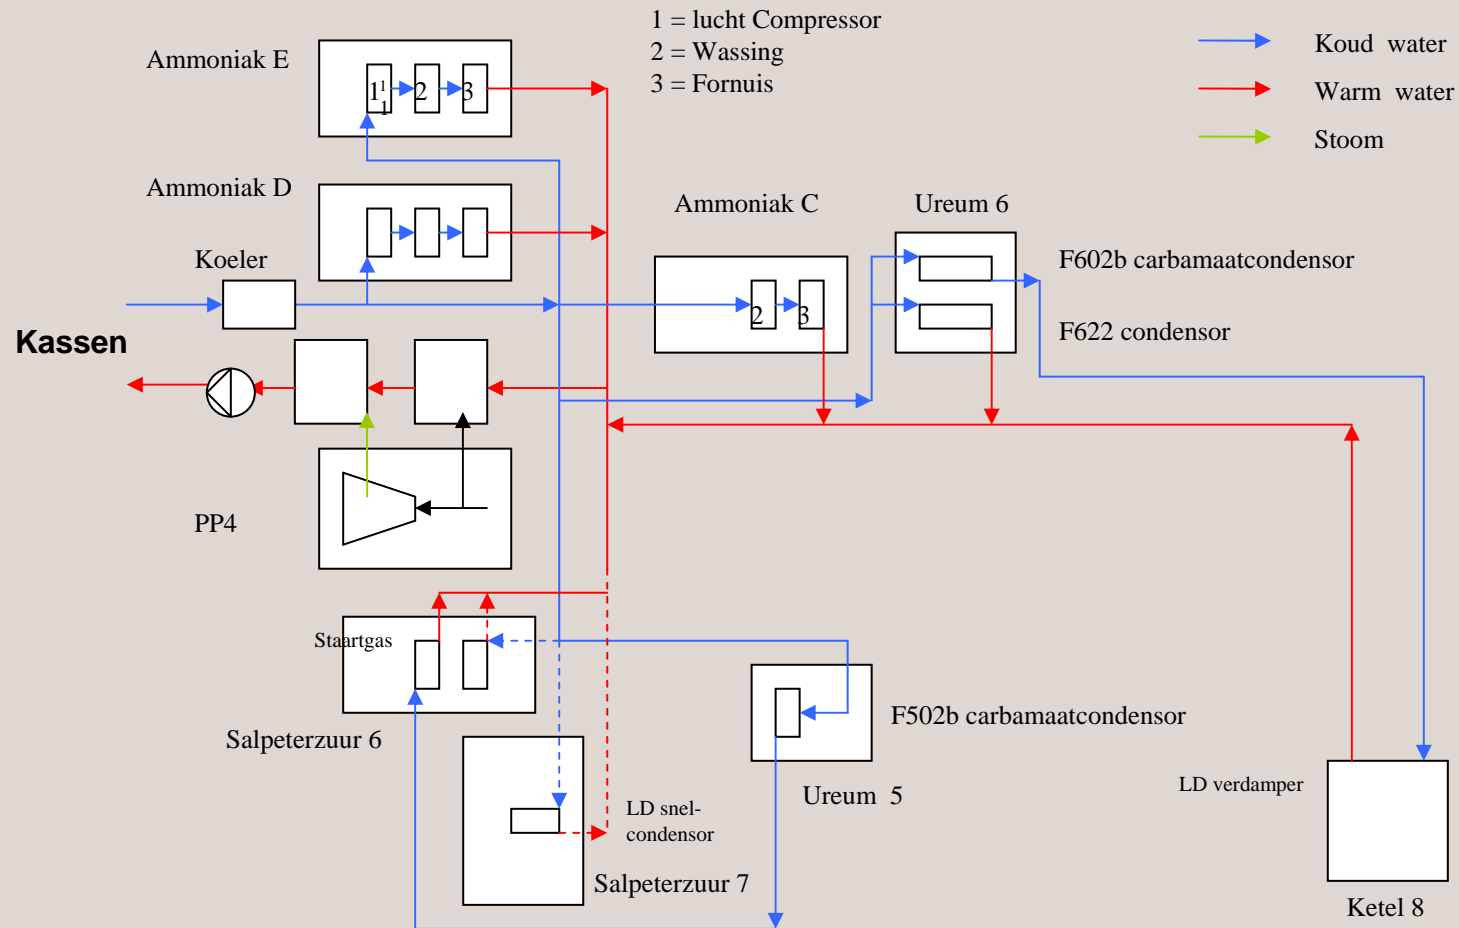 1 = lucht Compressor
2 = Wassing
3 = Fornuis
Koud water
Warm water
Stoom
Ammoniak E
1 1 2 3
1
Ammoniak D
Ammoniak C
Ureum 6
Koeler
F602b carbamaatcondensor
2 3
F622 condensor
Kassen
PP4
Staartgas
Salpeterzuur 6
F502b carbamaatcondensor
Ureum 5
LD verdamper
LD snel-
condensor
Salpeterzuur 7
Ketel 8